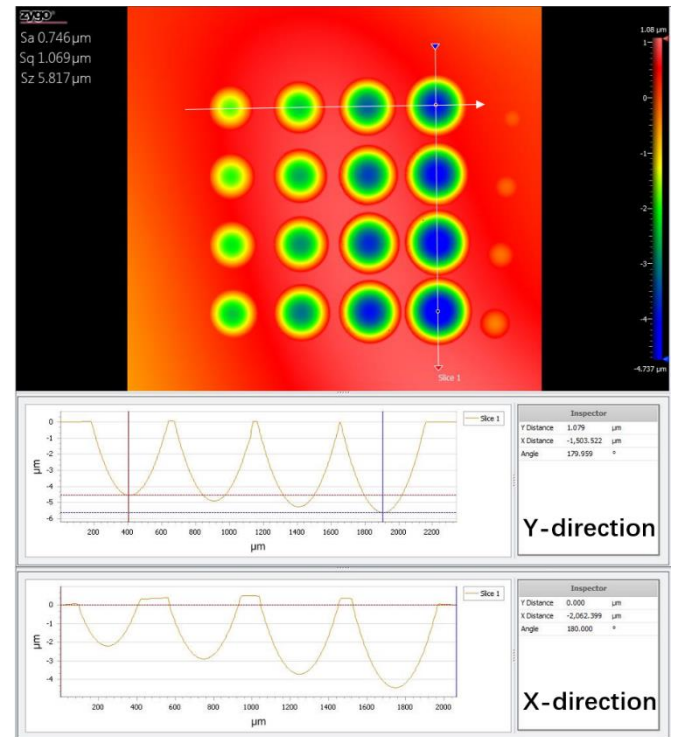 zygo
Sa 0.746μm
Sq 1.069μm
Sz 5.817μm
1.08 μm
1
0
-1
-2
-3
-4
-4.737 μm
Slice 1
μm
0
-1
-2
-3
-4
-5
-6
200 400 600 800 1000 1200 1400 1600 1800 2000 2200
μm
Slice 1
Inspector
Y Distance 1.079 μm
X Distance -1,503.522 μm
Angle 179.959 °
Y-direction
μm
0
-1
-2
-3
-4
200 400 600 800 1000 1200 1400 1600 1800 2000
μm
Slice 1
Inspector
Y Distance 0.000 μm
X Distance -2,062.399 μm
Angle 180.000 °
X-direction